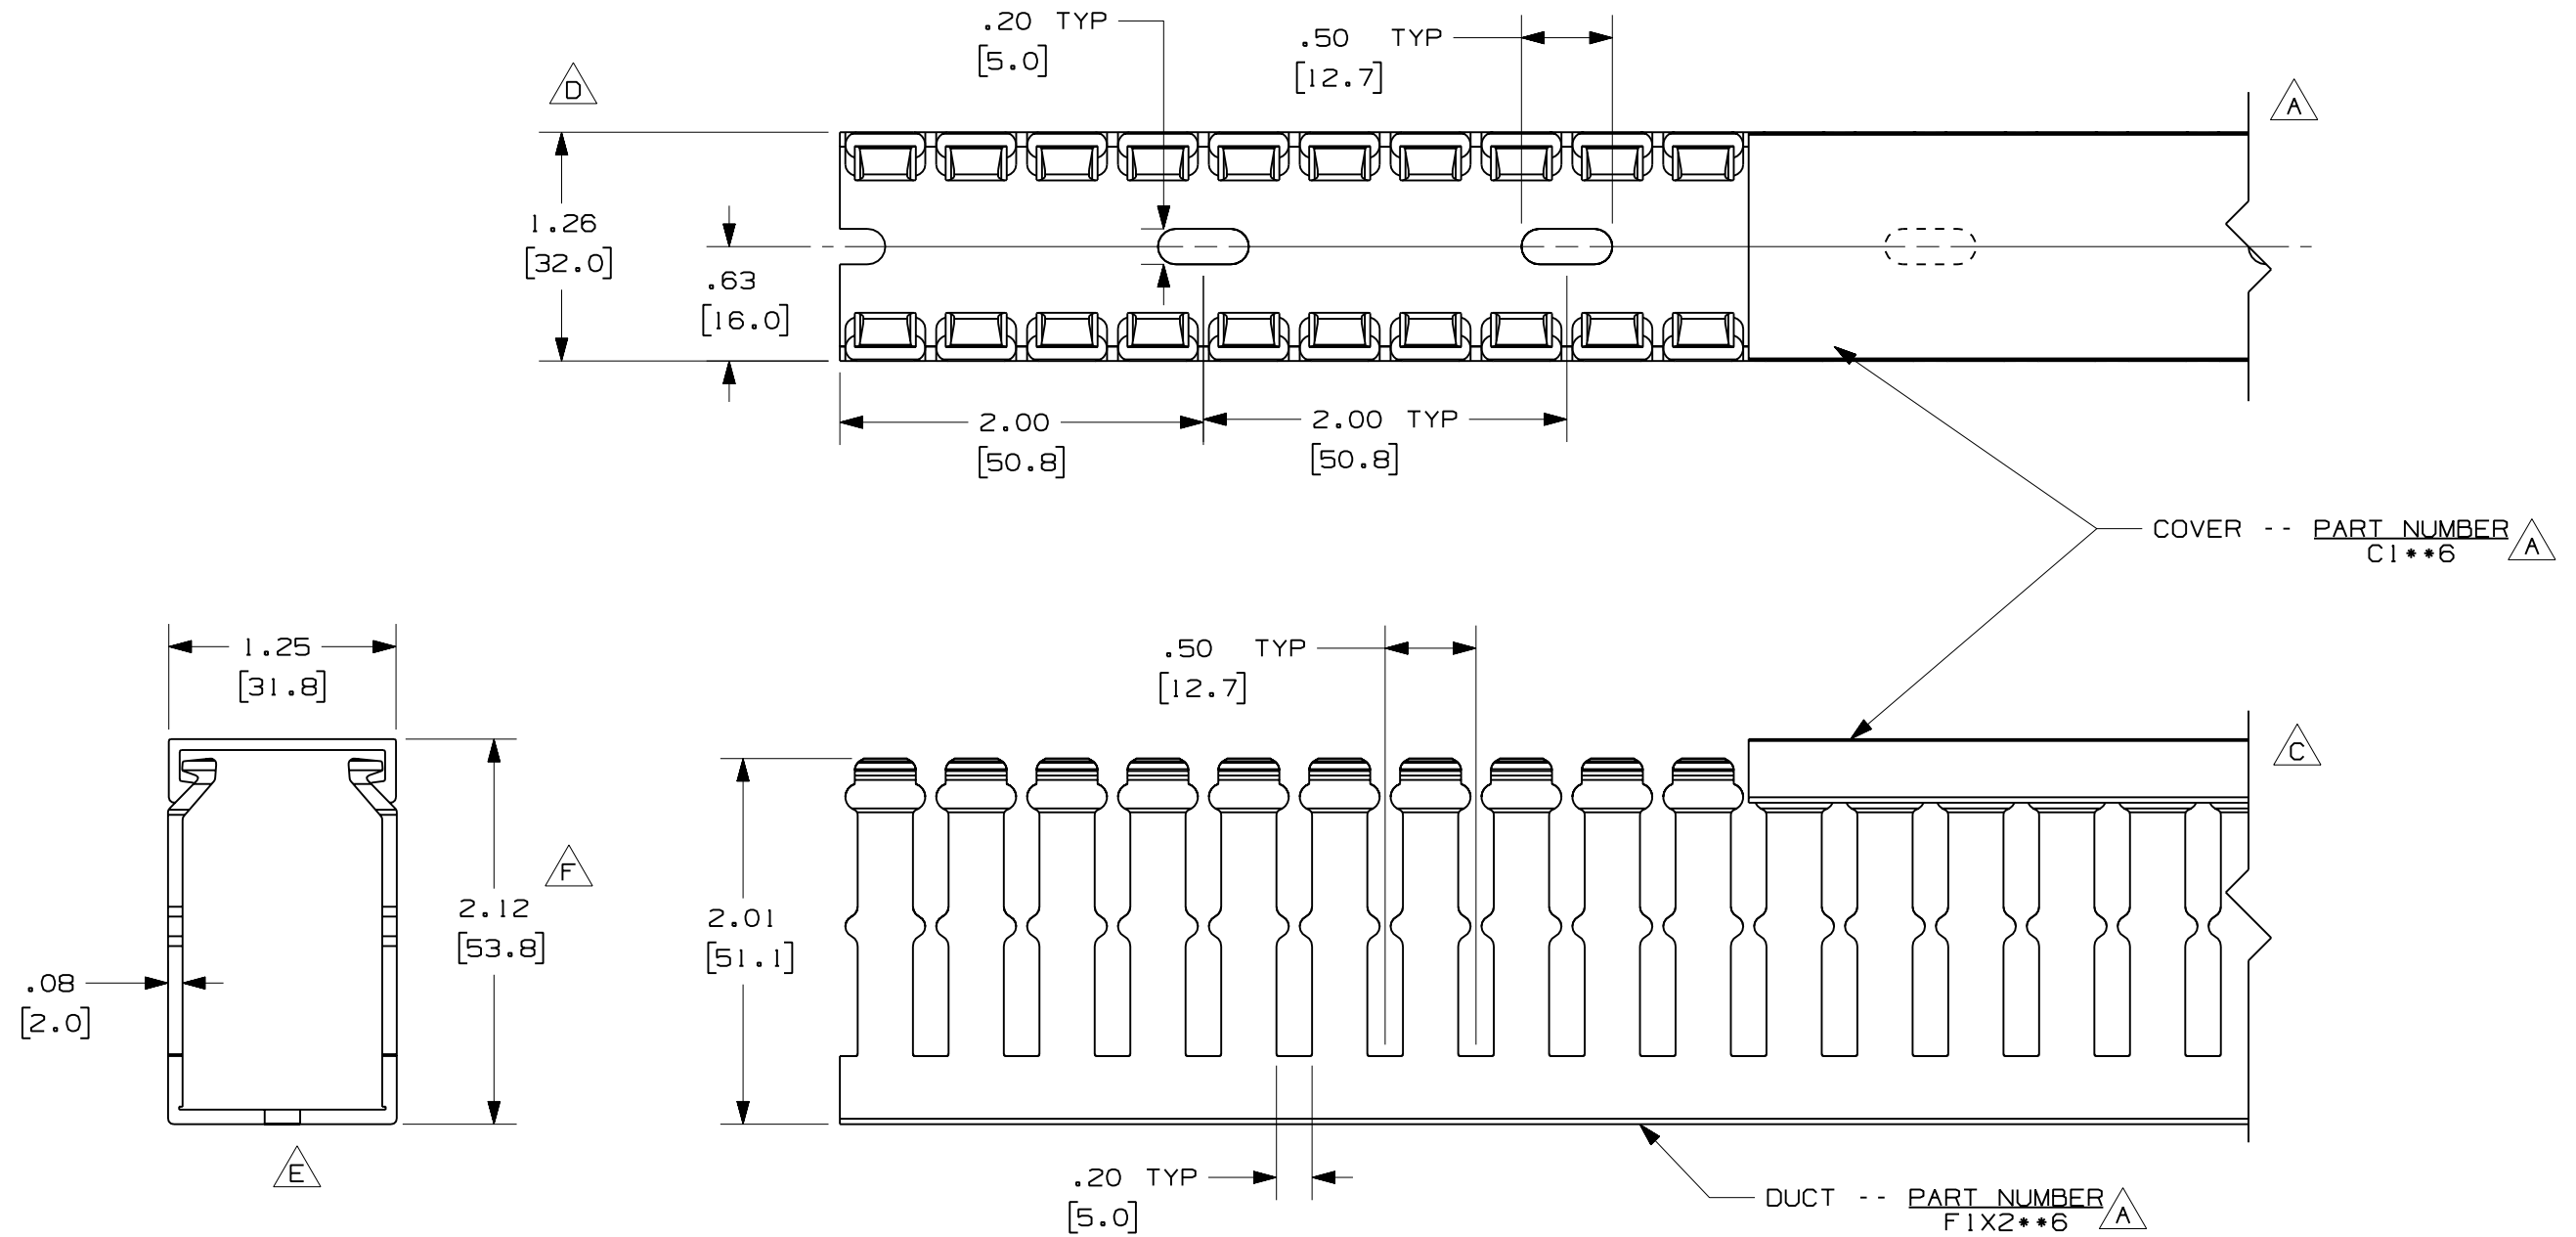 .20 TYP
[5.0]
.50 TYP
[12.7]
D
A
1.26
[32.0]
.63
[16.0]
2.00
[50.8]
2.00 TYP
[50.8]
COVER -- PART NUMBER
C1**6
A
1.25
[31.8]
.50 TYP
[12.7]
C
2.12
[53.8]
F
2.01
[51.1]
.08
[2.0]
E
.20 TYP
[5.0]
DUCT -- PART NUMBER
F1X2**6
A